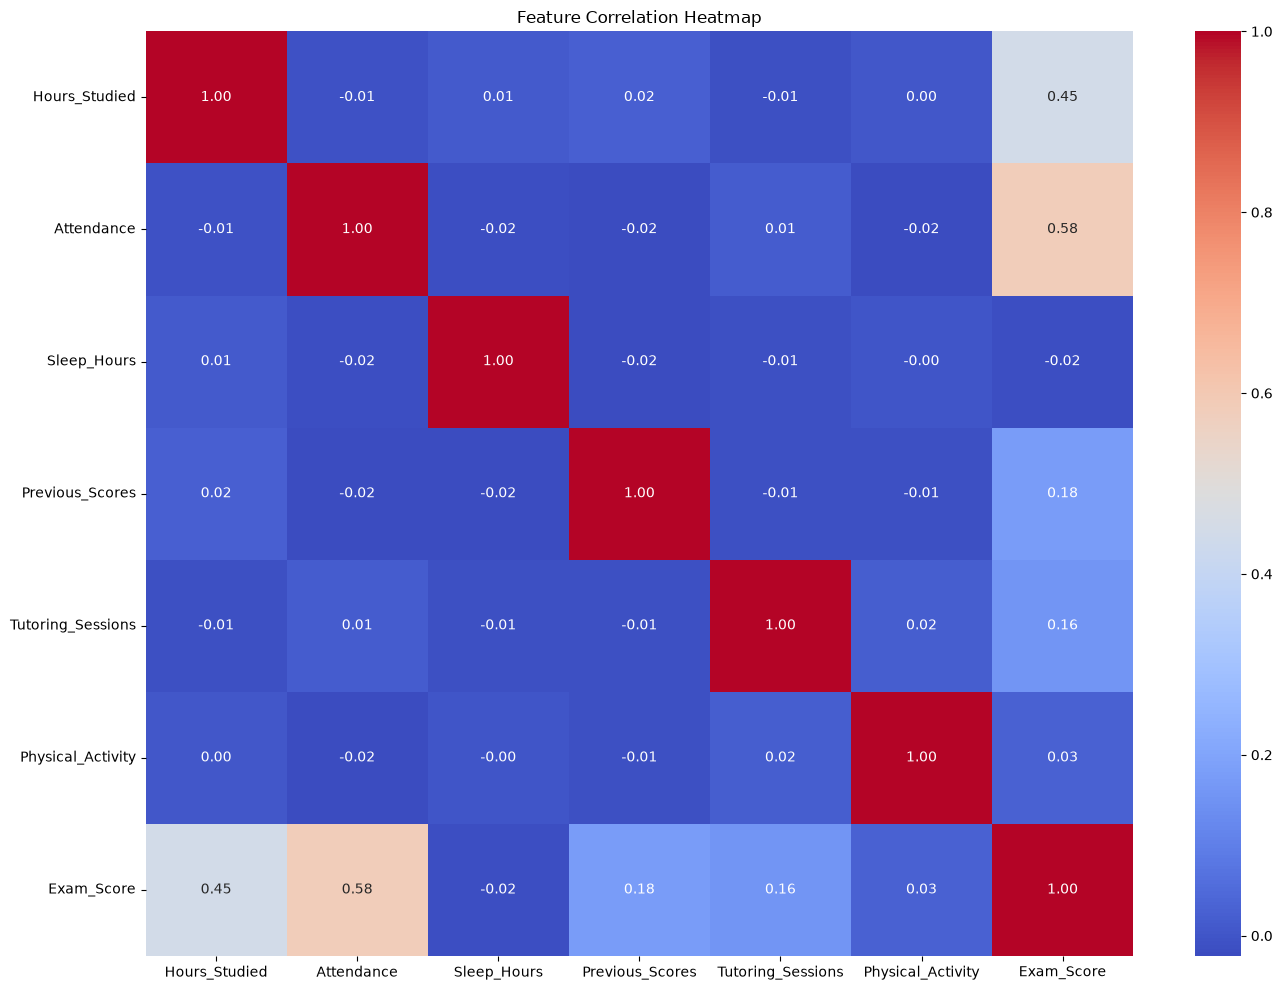 Feature Correlation Heatmap
Hours_Studied 1.00 -0.01 0.01 0.02 -0.01 0.00 0.45
Attendance -0.01 1.00 -0.02 -0.02 0.01 -0.02 0.58
Sleep_Hours 0.01 -0.02 1.00 -0.02 -0.01 -0.00 -0.02
Previous_Scores 0.02 -0.02 -0.02 1.00 -0.01 -0.01 0.18
Tutoring_Sessions -0.01 0.01 -0.01 -0.01 1.00 0.02 0.16
Physical_Activity 0.00 -0.02 -0.00 -0.01 0.02 1.00 0.03
Exam_Score 0.45 0.58 -0.02 0.18 0.16 0.03 1.00
Hours_Studied Attendance Sleep_Hours Previous_Scores Tutoring_Sessions Physical_Activity Exam_Score
1.0
0.8
0.6
0.4
0.2
0.0